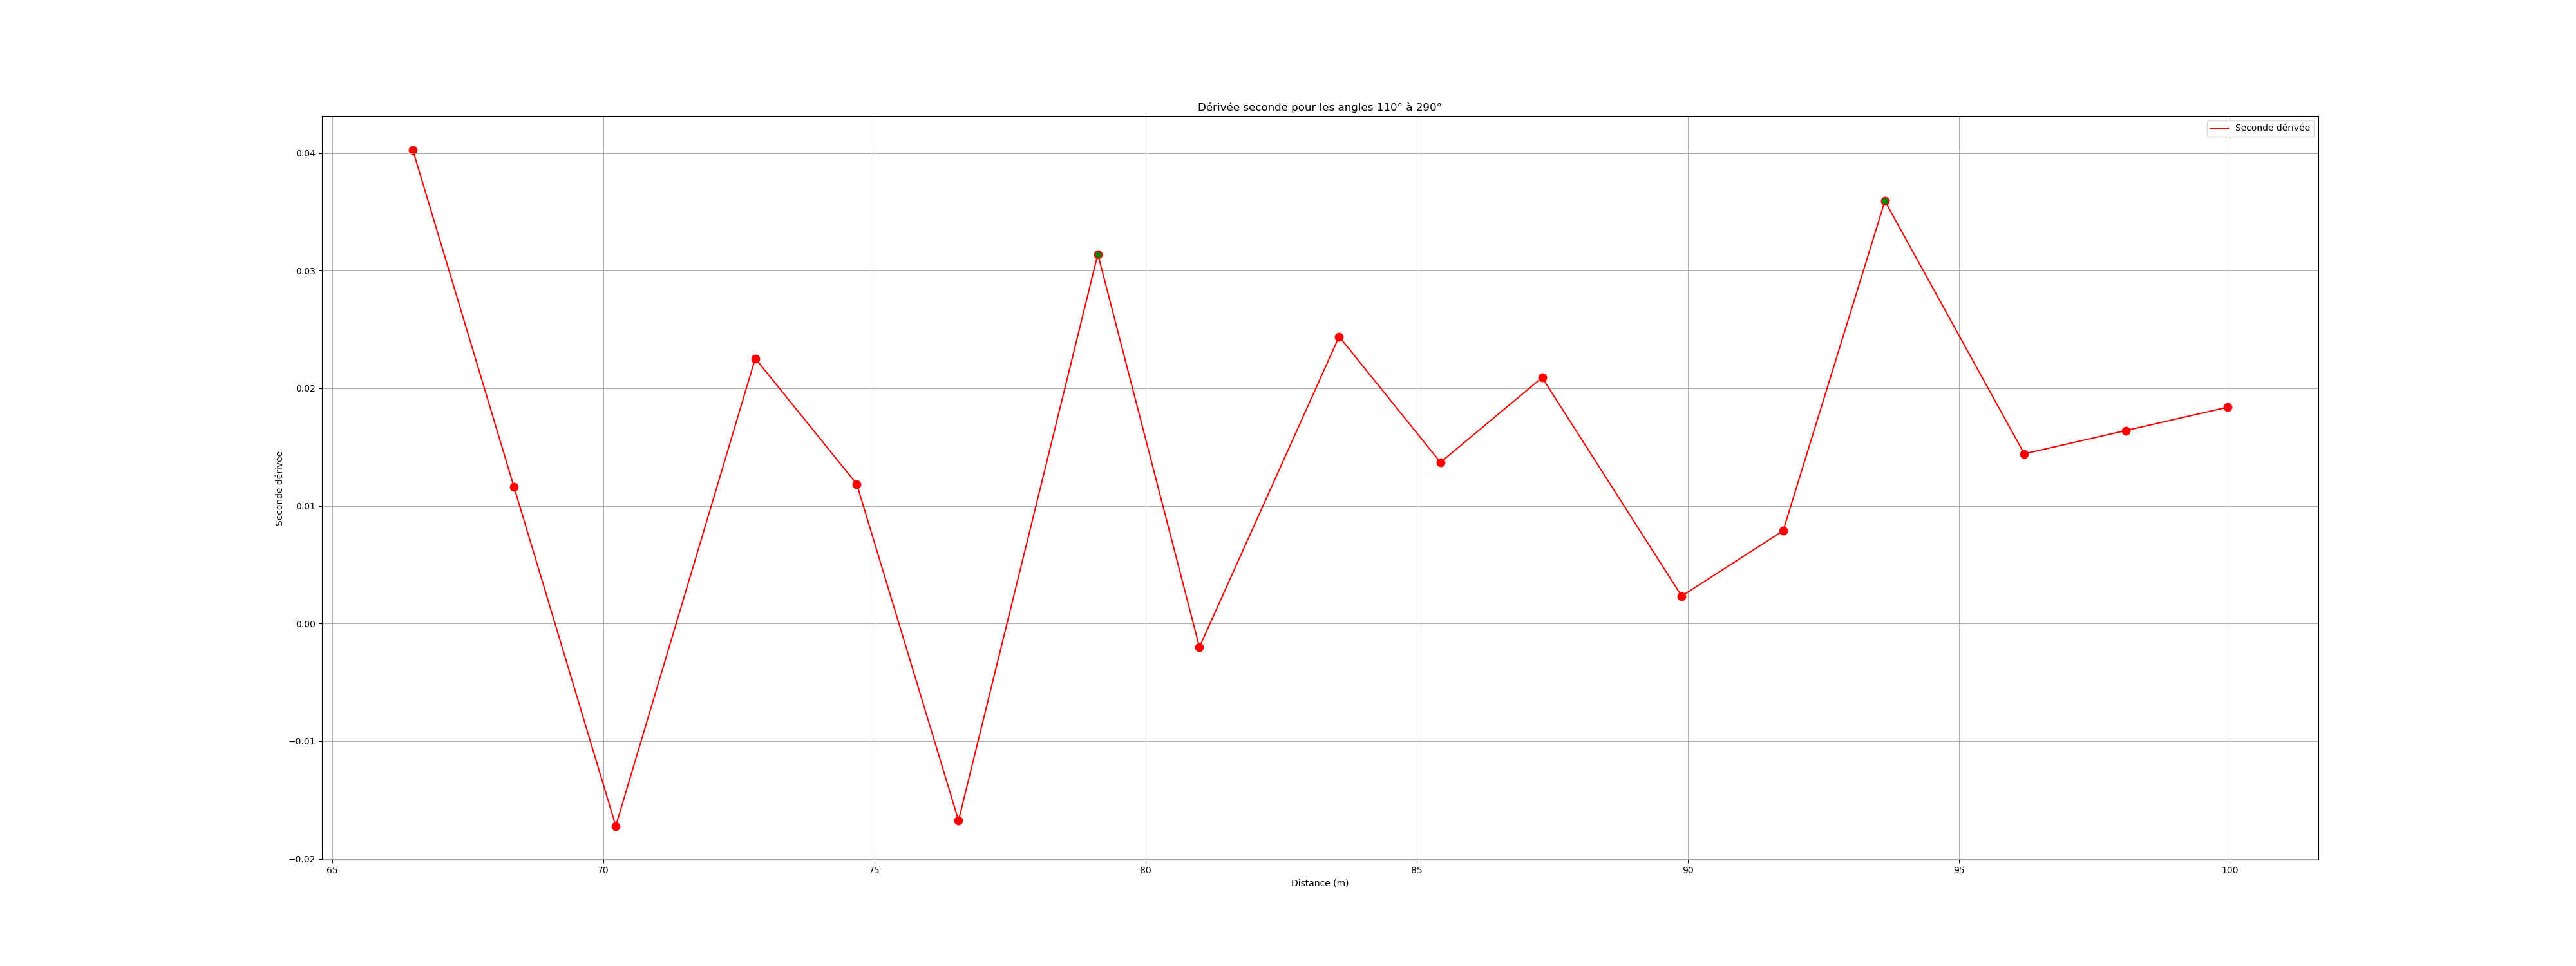 Dérivée seconde pour les angles 110° à 290°
Seconde dérivée
0.04
0.03
0.02
0.01
0.00
−0.01
−0.02
Seconde dérivée
65 70 75 80 85 90 95 100
Distance (m)